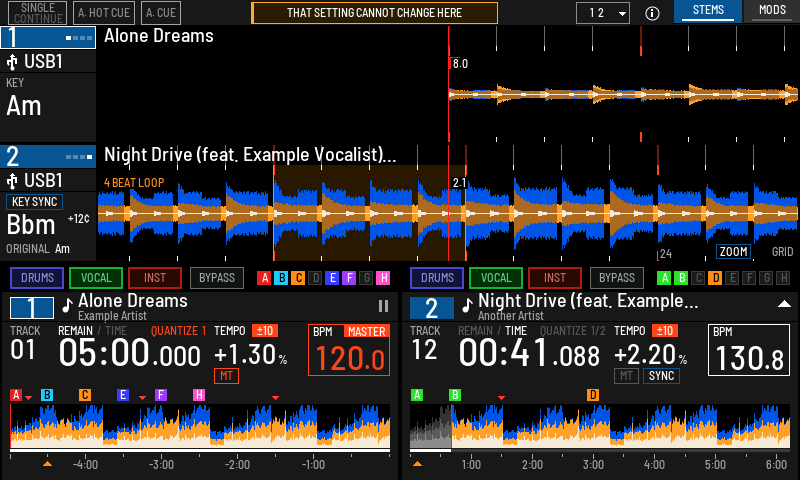 SINGLE
CONTINUE
A. HOT CUE
A. CUE
THAT SETTING CANNOT CHANGE HERE
1 2
STEMS
MODS
1
Alone Dreams
USB1
8.0
KEY
Am
2
Night Drive (feat. Example Vocalist)...
USB1
4 BEAT LOOP
2.1
KEY SYNC
Bbm
+12¢
ORIGINAL Am
24
ZOOM
GRID
DRUMS
VOCAL
INST
BYPASS
A B C D E F G H
DRUMS
VOCAL
INST
BYPASS
A B C D E F G H
1
Alone Dreams
Example Artist
TRACK
01
REMAIN / TIME
QUANTIZE 1
05:00.000
TEMPO
±10
+1.30%
MT
BPM
MASTER
120.0
A B C E F H
-4:00 -3:00 -2:00 -1:00
2
Night Drive (feat. Example...
Another Artist
TRACK
12
REMAIN / TIME
QUANTIZE 1/2
00:41.088
TEMPO
±10
+2.20%
MT
SYNC
BPM
130.8
A B D
1:00 2:00 3:00 4:00 5:00 6:00